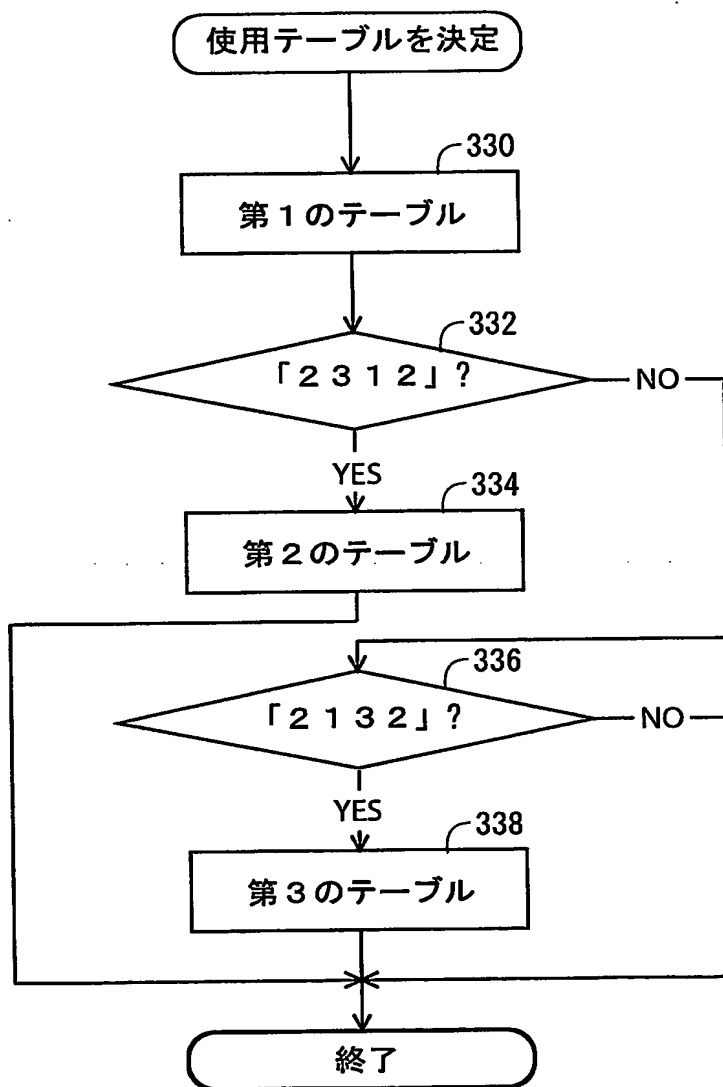 使用テーブルを決定
330
第１のテーブル
332
「２３１２」？
NO
YES
334
第２のテーブル
336
「２１３２」？
NO
YES
338
第３のテーブル
終了